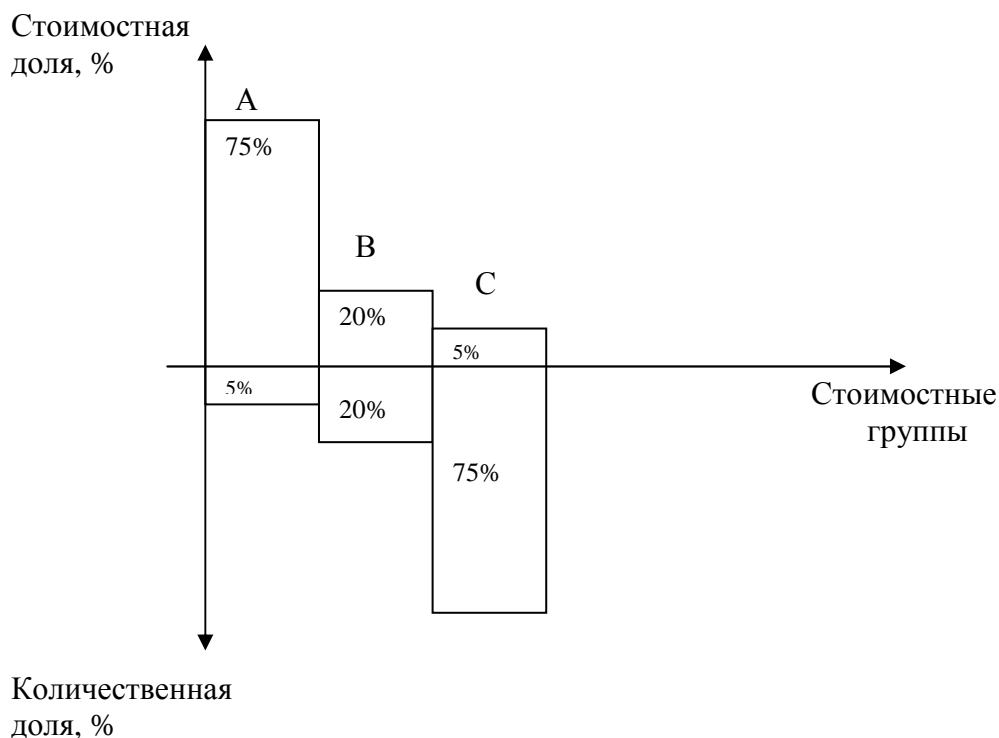 Стоимостная
доля, %
A
75%
B
20%
C
5%
5%
20%
75%
Стоимостные
группы
Количественная
доля, %